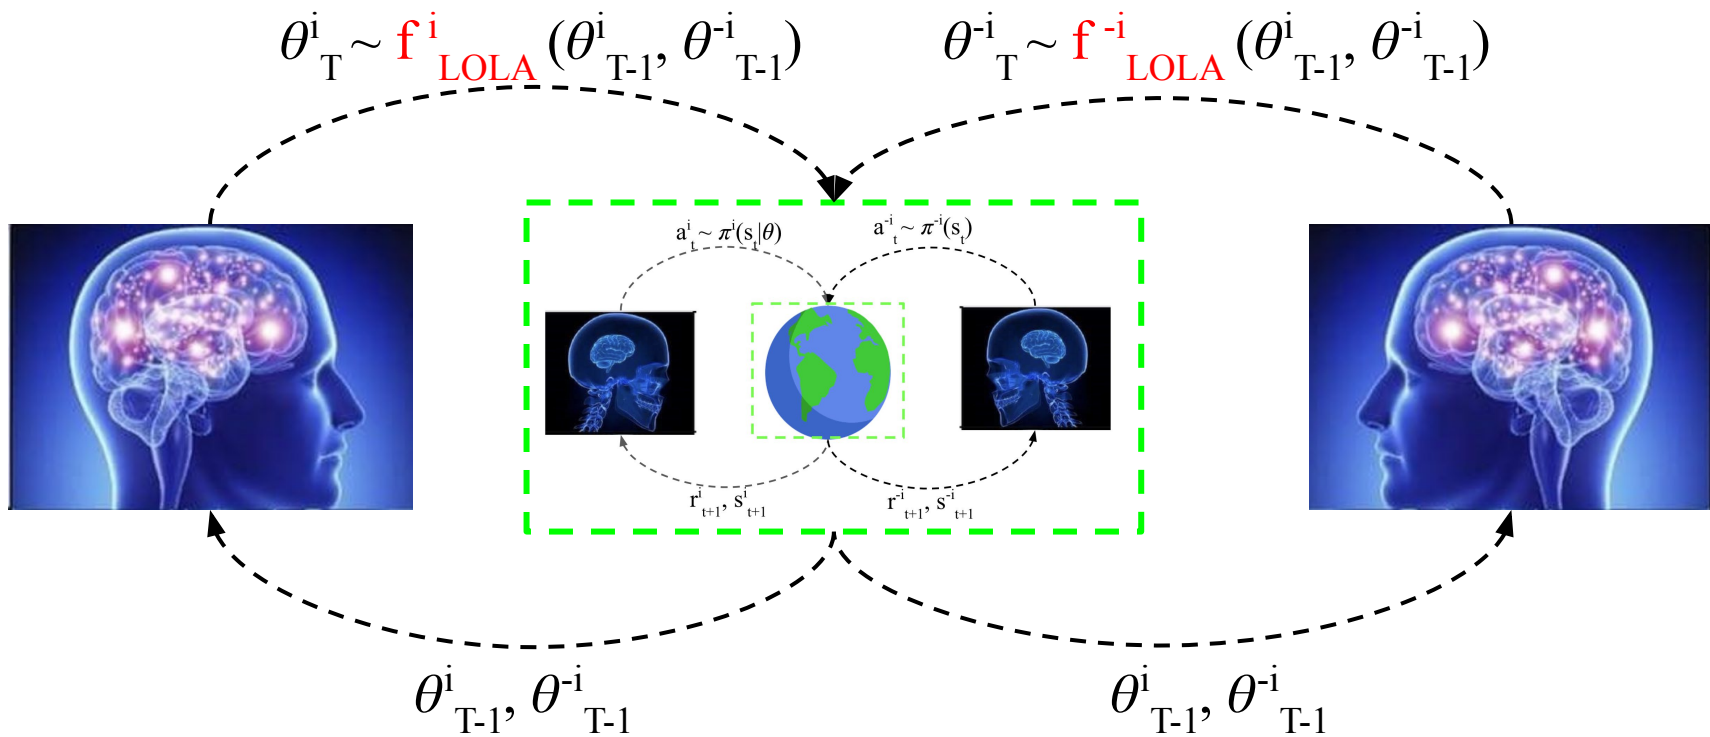 θ^i_T ~ f^i_LOLA (θ^i_T-1, θ^-i_T-1)
θ^-i_T ~ f^-i_LOLA (θ^i_T-1, θ^-i_T-1)
a^i_t ~ π^i(s_t|θ)
a^-i_t ~ π^-i(s_t)
r^i_t+1, s^i_t+1
r^-i_t+1, s^-i_t+1
θ^i_T-1, θ^-i_T-1
θ^i_T-1, θ^-i_T-1